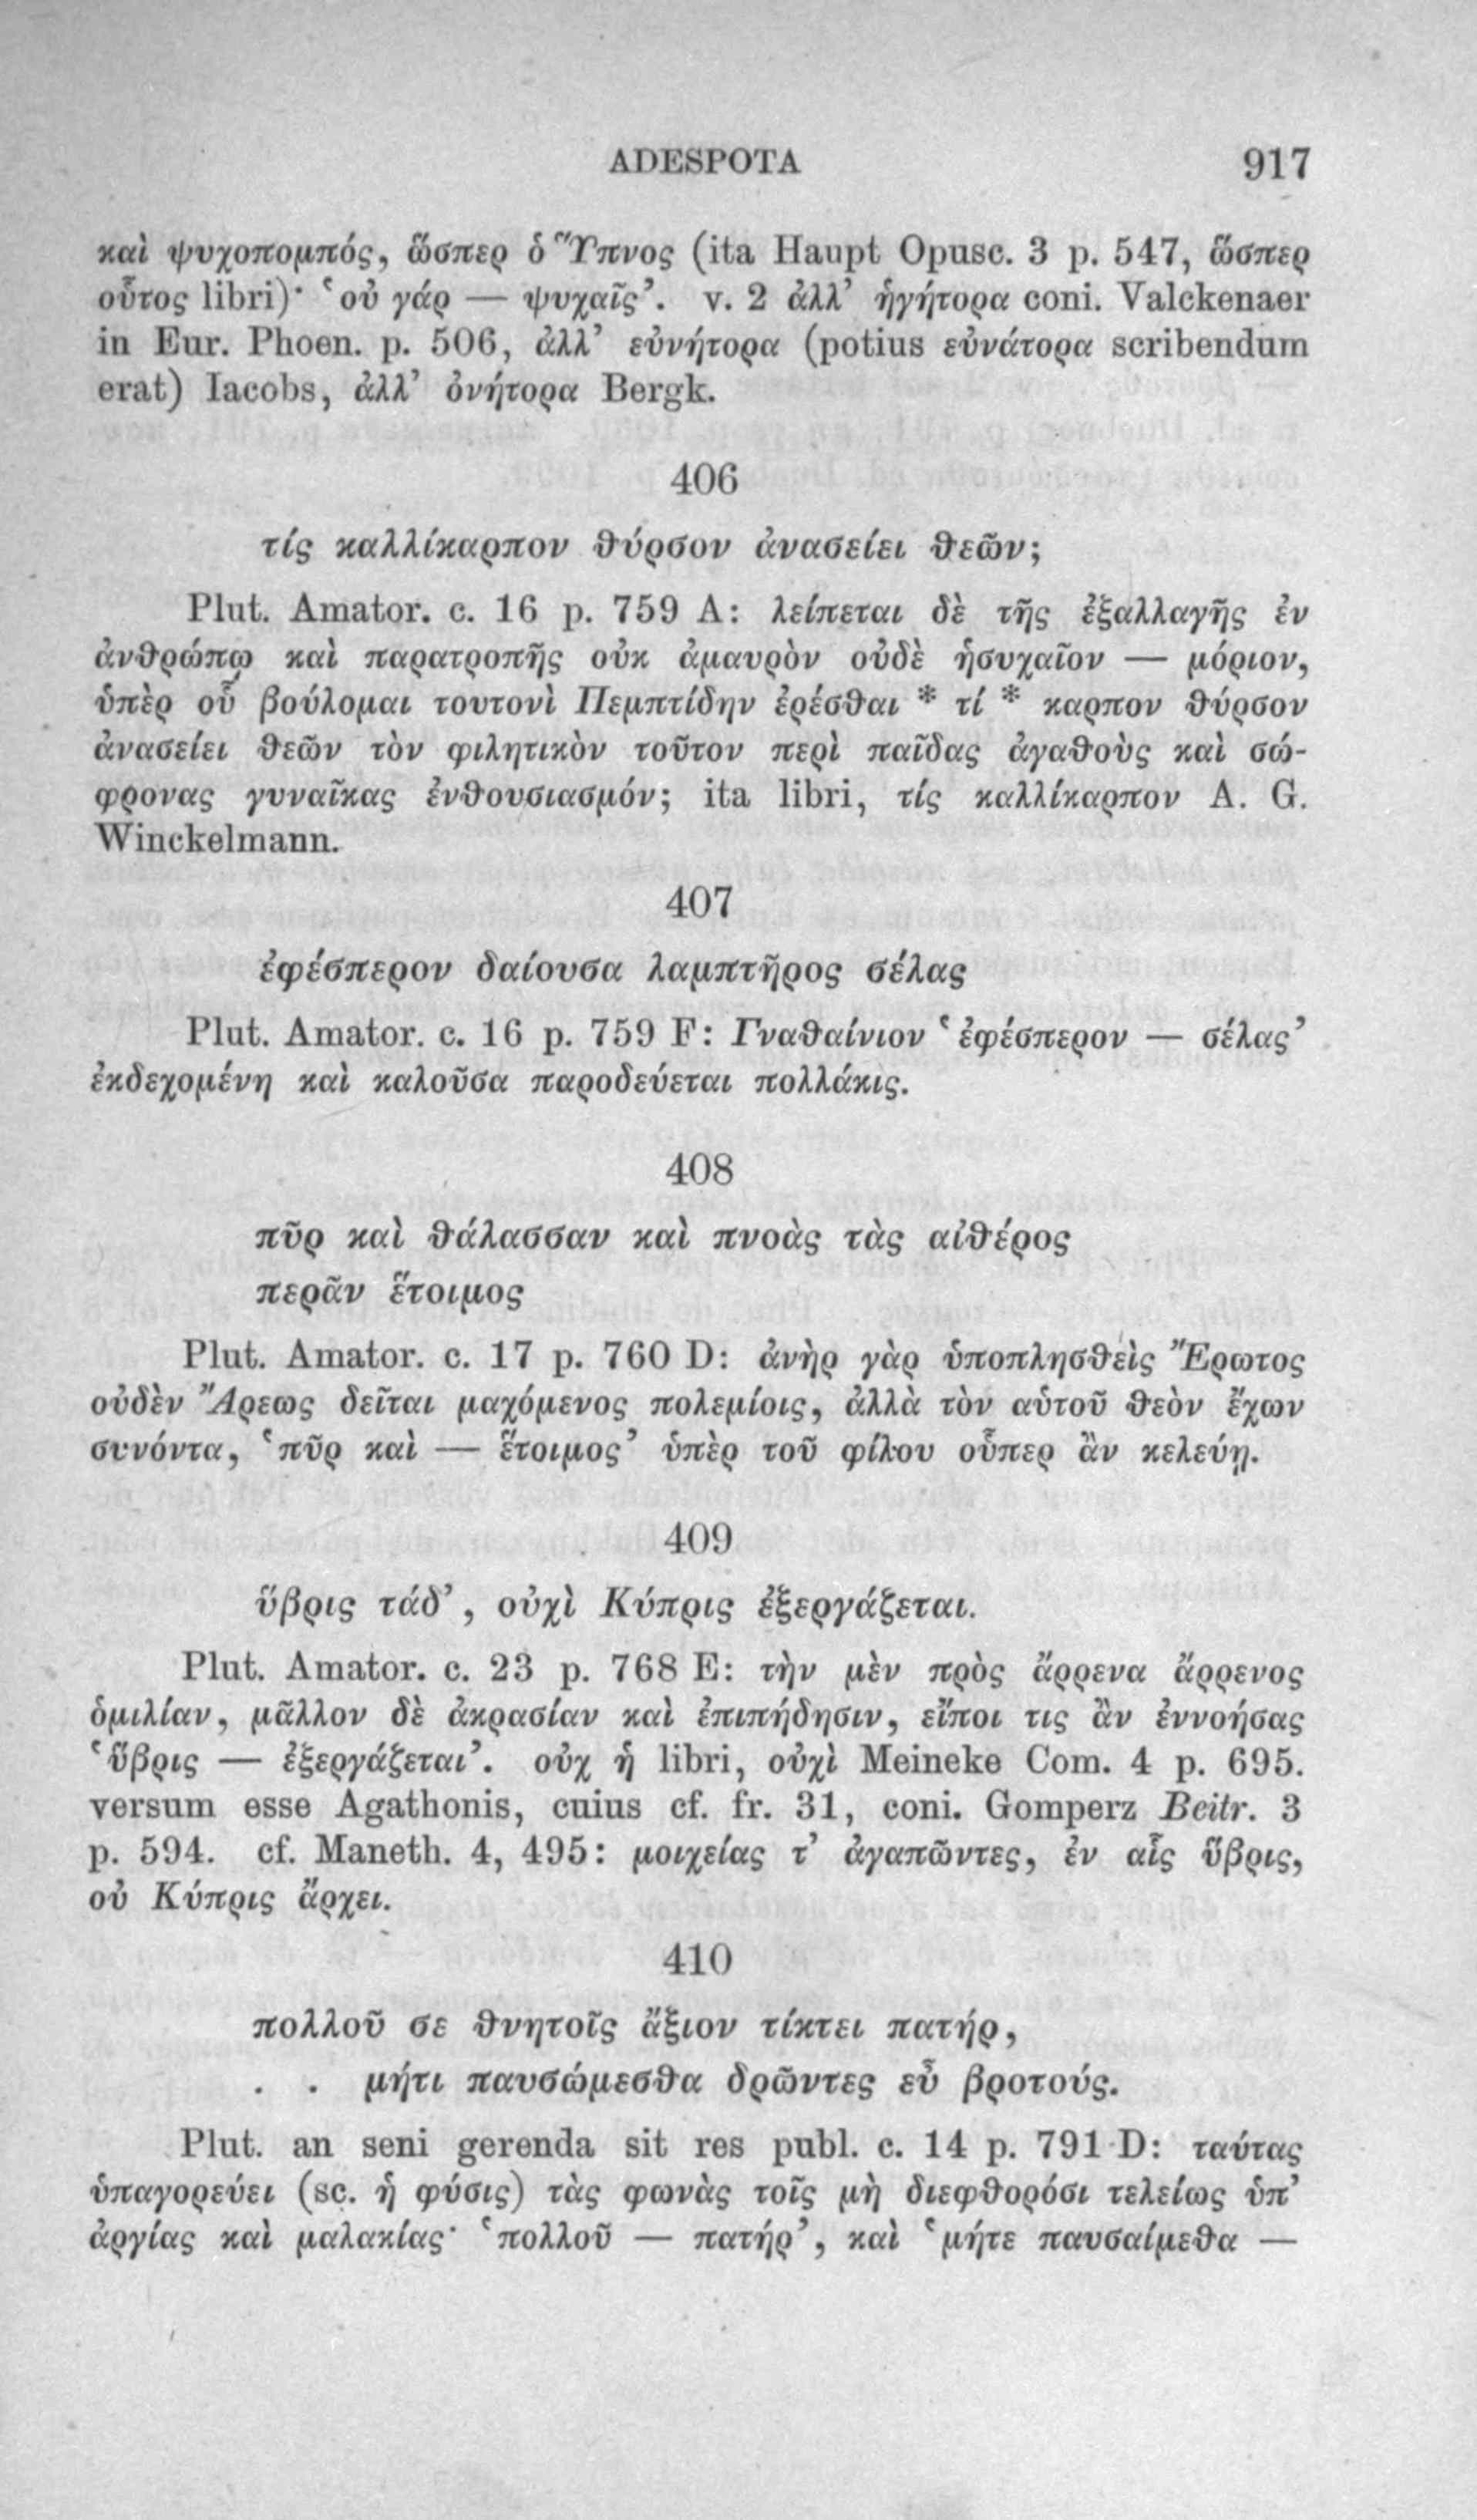 ADESPOTA 917
καὶ ψυχοπομπός, ὥσπερ ὁ Ὕπνος (ita Haupt Opusc. 3 p. 547, ὥσπερ
οὗτος libri)· ‘οὐ γάρ — ψυχαῖς’. v. 2 ἀλλ’ ἡγήτορα coni. Valckenaer
in Eur. Phoen. p. 506, ἀλλ’ εὐνήτορα (potius εὐνάτορα scribendum
erat) Iacobs, ἀλλ’ ὀνήτορα Bergk.
406
τίς καλλίκαρπον θύρσον ἀνασείει θεῶν;
Plut. Amator. c. 16 p. 759 A: λείπεται δὲ τῆς ἐξαλλαγῆς ἐν
ἀνθρώπῳ καὶ παρατροπῆς οὐκ ἀμαυρὸν οὐδὲ ἡσυχαῖον — μόριον,
ὑπὲρ οὗ βούλομαι τουτονὶ Πεμπτίδην ἐρέσθαι * τί * καρπον θύρσον
ἀνασείει θεῶν τὸν φιλητικὸν τοῦτον περὶ παῖδας ἀγαθοὺς καὶ σώ-
φρονας γυναῖκας ἐνθουσιασμόν; ita libri, τίς καλλίκαρπον A. G.
Winckelmann.
407
ἐφέσπερον δαίουσα λαμπτῆρος σέλας
Plut. Amator. c. 16 p. 759 F: Γναθαίνιον ‘ἐφέσπερον — σέλας’
ἐκδεχομένη καὶ καλοῦσα παροδεύεται πολλάκις.
408
πῦρ καὶ θάλασσαν καὶ πνοὰς τὰς αἰθέρος
περᾶν ἕτοιμος
Plut. Amator. c. 17 p. 760 D: ἀνὴρ γὰρ ὑποπλησθεὶς Ἔρωτος
οὐδὲν Ἄρεως δεῖται μαχόμενος πολεμίοις, ἀλλὰ τὸν αὑτοῦ θεὸν ἔχων
συνόντα, ‘πῦρ καὶ — ἕτοιμος’ ὑπὲρ τοῦ φίλου οὗπερ ἂν κελεύῃ.
409
ὕβρις τάδ’, οὐχὶ Κύπρις ἐξεργάζεται.
Plut. Amator. c. 23 p. 768 E: τὴν μὲν πρὸς ἄρρενα ἄρρενος
ὁμιλίαν, μᾶλλον δὲ ἀκρασίαν καὶ ἐπιπήδησιν, εἴποι τις ἂν ἐννοήσας
‘ὕβρις — ἐξεργάζεται’. οὐχ ἡ libri, οὐχὶ Meineke Com. 4 p. 695.
versum esse Agathonis, cuius cf. fr. 31, coni. Gomperz Beitr. 3
p. 594. cf. Maneth. 4, 495: μοιχείας τ’ ἀγαπῶντες, ἐν αἷς ὕβρις,
οὐ Κύπρις ἄρχει.
410
πολλοῦ σε θνητοῖς ἄξιον τίκτει πατήρ,
. . μήτι παυσώμεσθα δρῶντες εὖ βροτούς.
Plut. an seni gerenda sit res publ. c. 14 p. 791 D: ταύτας
ὑπαγορεύει (sc. ἡ φύσις) τὰς φωνὰς τοῖς μὴ διεφθορόσι τελείως ὑπ’
ἀργίας καὶ μαλακίας· ‘πολλοῦ — πατήρ’, καὶ ‘μήτε παυσαίμεθα —